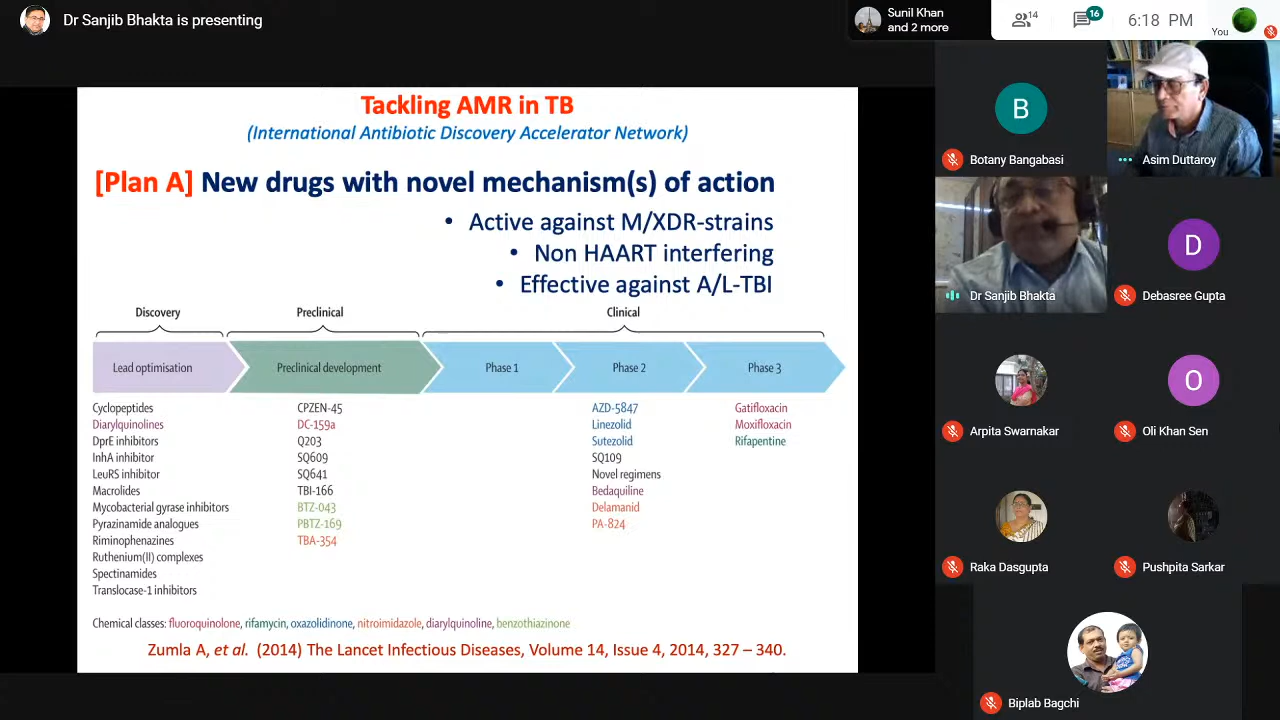 Dr Sanjib Bhakta is presenting
Sunil Khan
and 2 more
14
16
6:18 PM
You
Tackling AMR in TB
(International Antibiotic Discovery Accelerator Network)
[Plan A] New drugs with novel mechanism(s) of action
• Active against M/XDR-strains
• Non HAART interfering
• Effective against A/L-TBI
Discovery
Preclinical
Clinical
Lead optimisation
Preclinical development
Phase 1
Phase 2
Phase 3
Cyclopeptides
Diarylquinolines
DprE inhibitors
InhA inhibitor
LeuRS inhibitor
Macrolides
Mycobacterial gyrase inhibitors
Pyrazinamide analogues
Riminophenazines
Ruthenium(II) complexes
Spectinamides
Translocase-1 inhibitors
CPZEN-45
DC-159a
Q203
SQ609
SQ641
TBI-166
BTZ-043
PBTZ-169
TBA-354
AZD-5847
Linezolid
Sutezolid
SQ109
Novel regimens
Bedaquiline
Delamanid
PA-824
Gatifloxacin
Moxifloxacin
Rifapentine
Chemical classes: fluoroquinolone, rifamycin, oxazolidinone, nitroimidazole, diarylquinoline, benzothiazinone
Zumla A, et al. (2014) The Lancet Infectious Diseases, Volume 14, Issue 4, 2014, 327 – 340.
B
Botany Bangabasi
Asim Duttaroy
Dr Sanjib Bhakta
D
Debasree Gupta
Arpita Swarnakar
O
Oli Khan Sen
Raka Dasgupta
Pushpita Sarkar
Biplab Bagchi